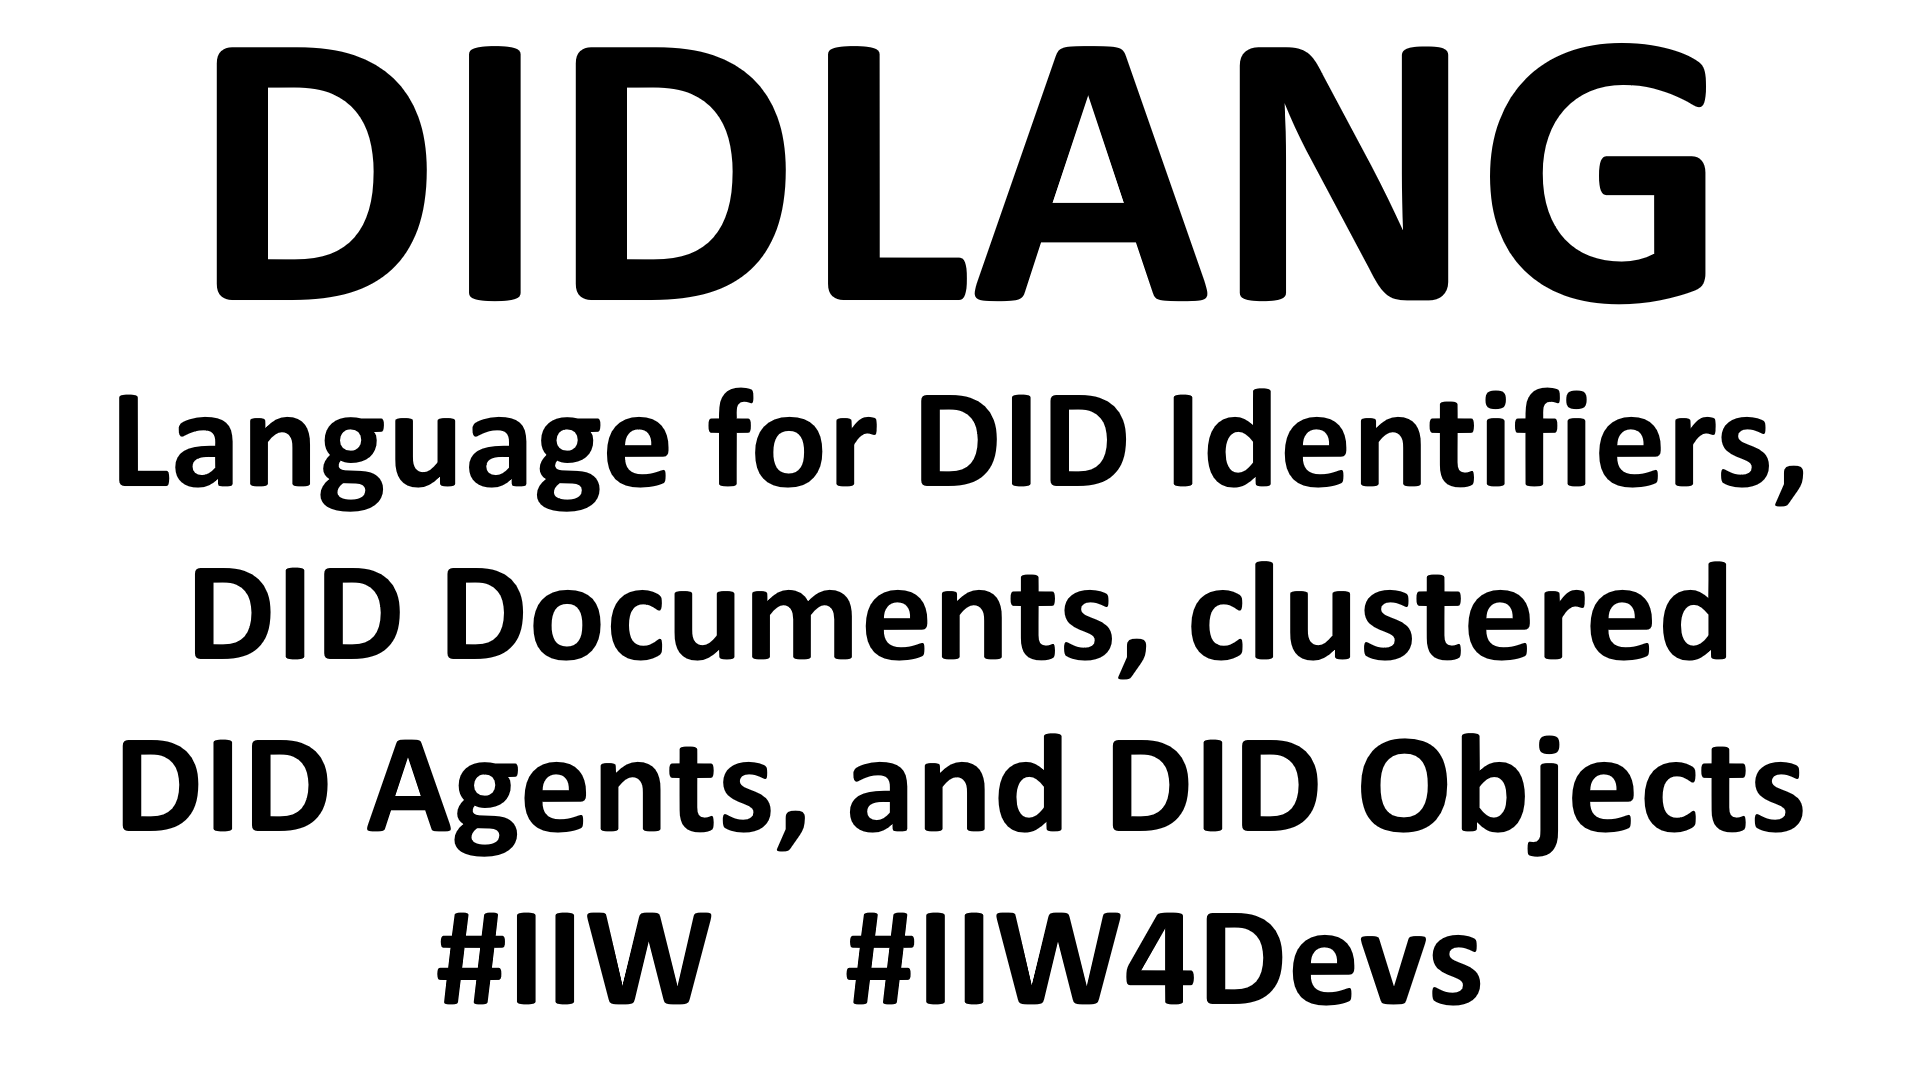 DIDLANG
Language for DID Identifiers,
DID Documents, clustered
DID Agents, and DID Objects
#IIW #IIW4Devs